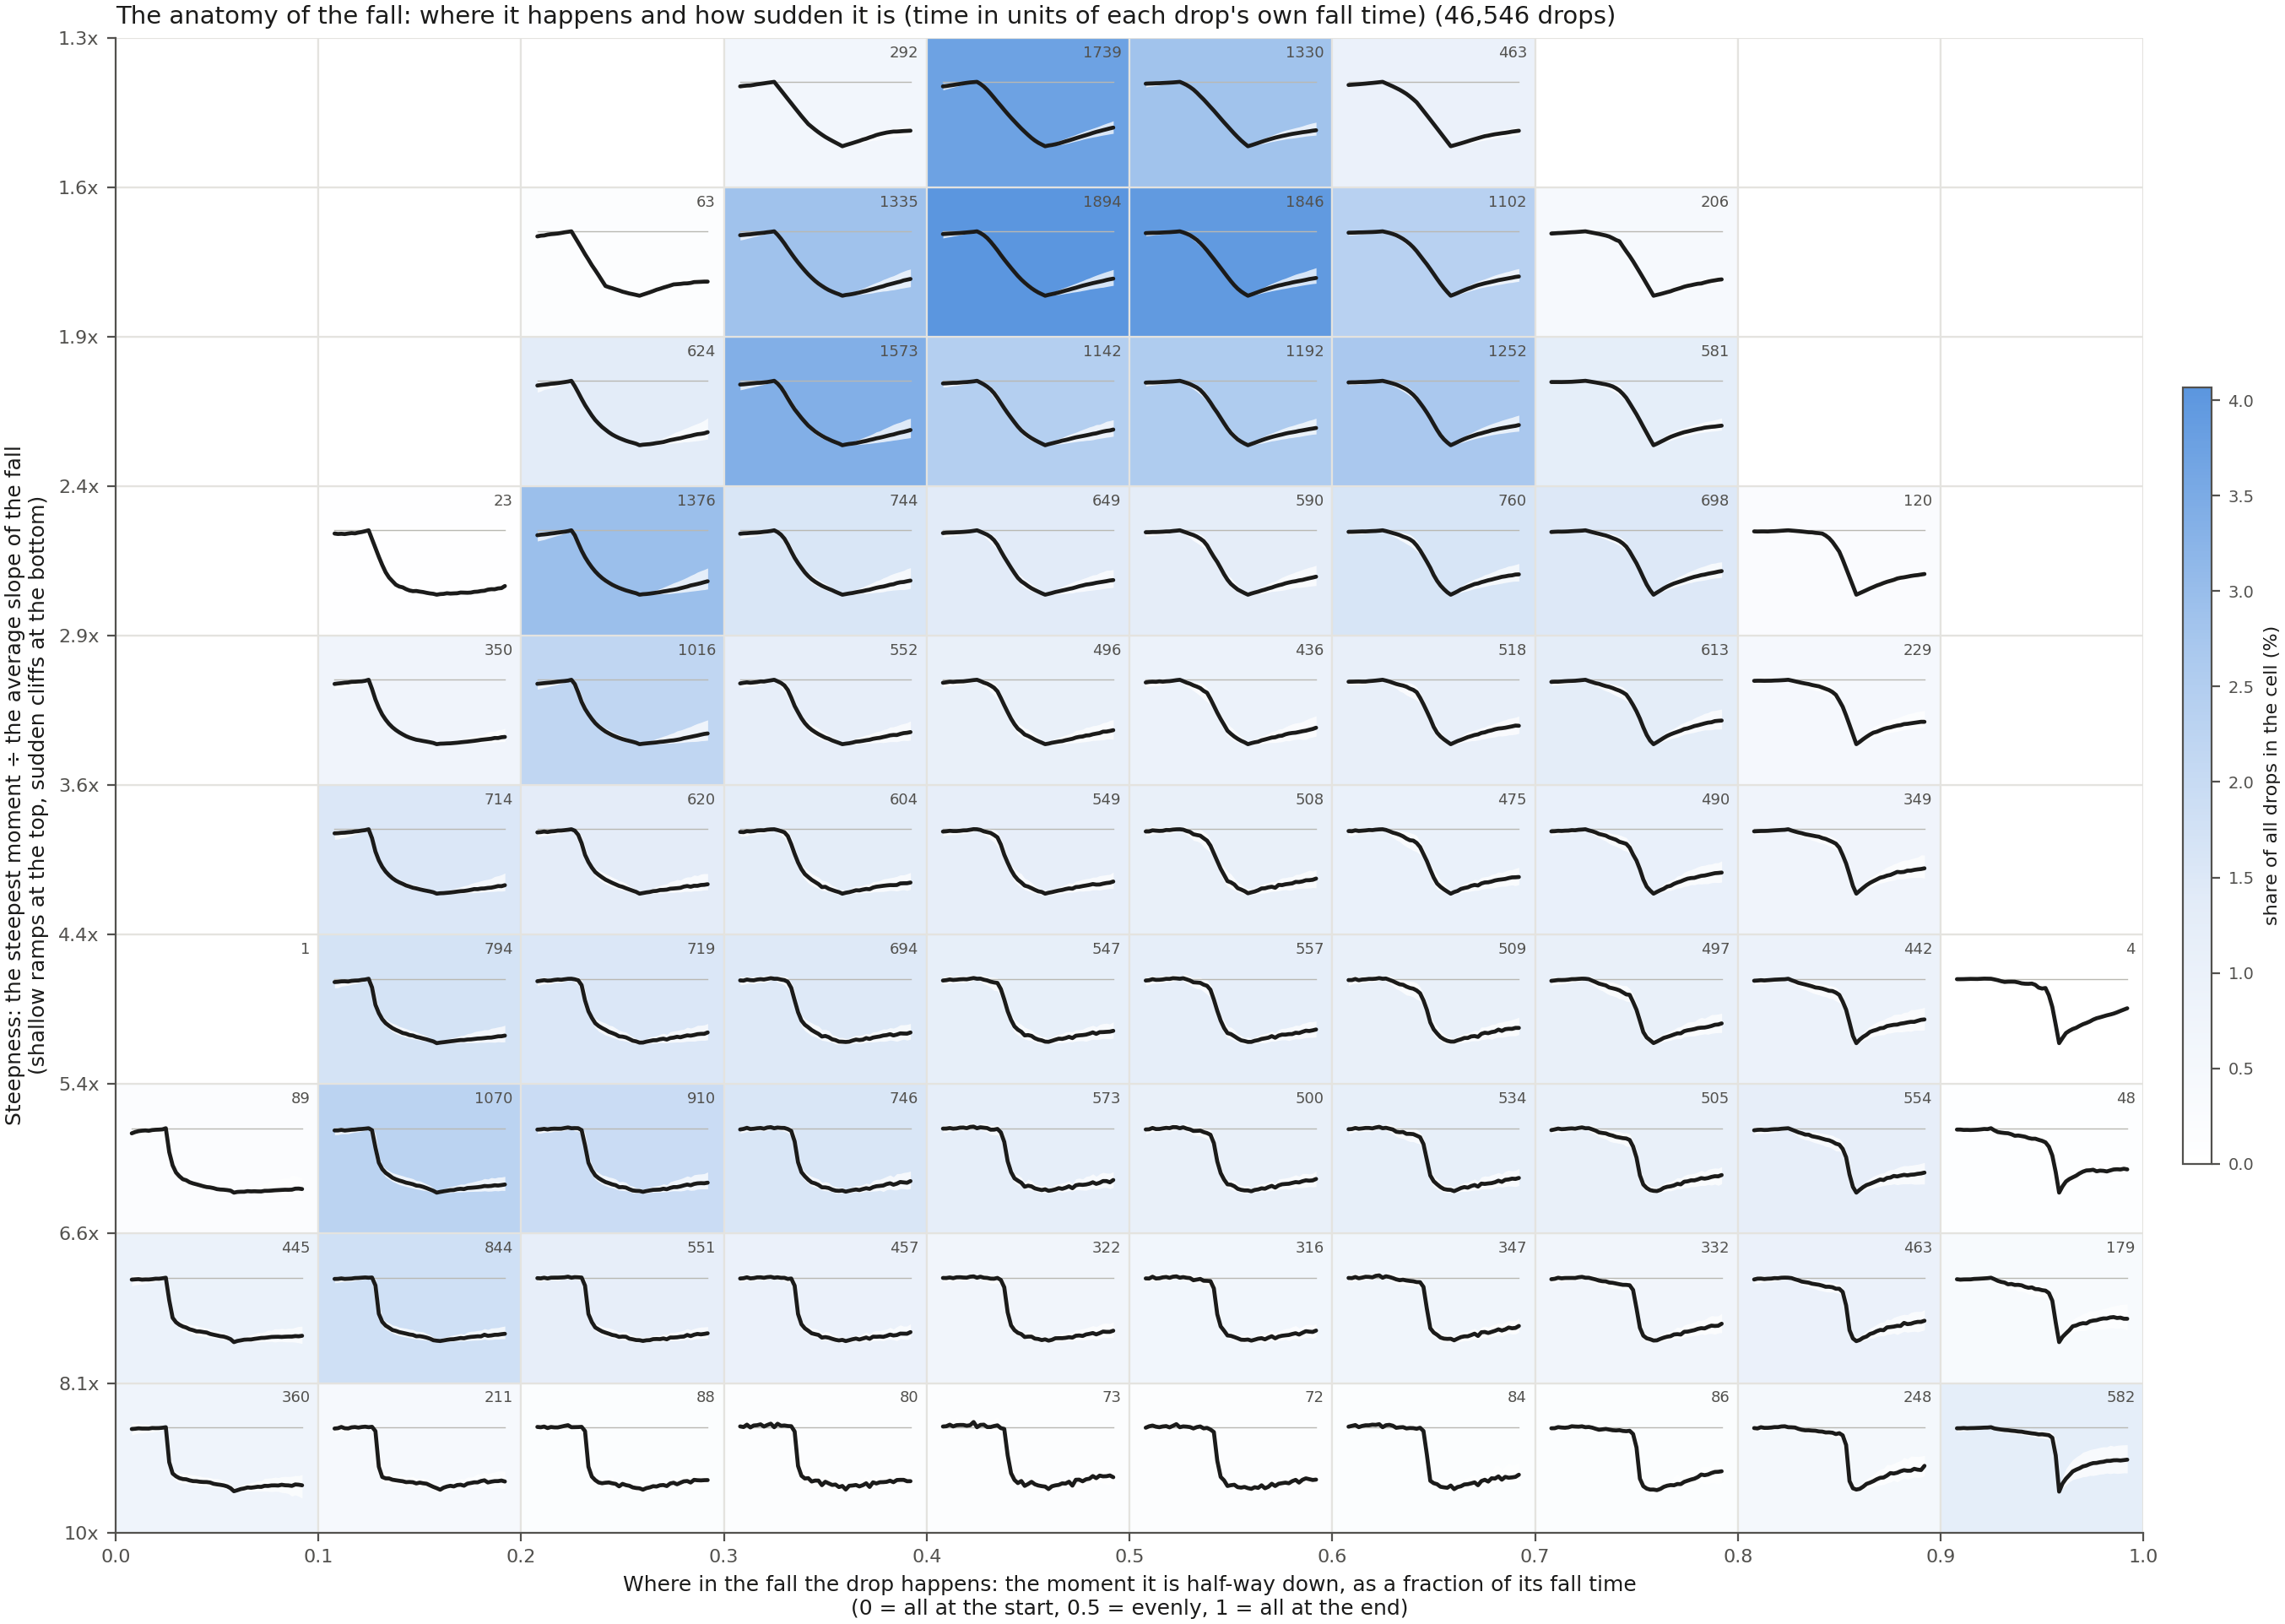 The anatomy of the fall: where it happens and how sudden it is (time in units of each drop's own fall time) (46,546 drops)
1.3x
292 1739 1330 463
1.6x
63 1335 1894 1846 1102 206
1.9x
624 1573 1142 1192 1252 581
2.4x
23 1376 744 649 590 760 698 120
2.9x
350 1016 552 496 436 518 613 229
3.6x
714 620 604 549 508 475 490 349
4.4x
1 794 719 694 547 557 509 497 442 4
5.4x
89 1070 910 746 573 500 534 505 554 48
6.6x
445 844 551 457 322 316 347 332 463 179
8.1x
360 211 88 80 73 72 84 86 248 582
10x
0.0 0.1 0.2 0.3 0.4 0.5 0.6 0.7 0.8 0.9 1.0
Where in the fall the drop happens: the moment it is half-way down, as a fraction of its fall time
(0 = all at the start, 0.5 = evenly, 1 = all at the end)
Steepness: the steepest moment ÷ the average slope of the fall
(shallow ramps at the top, sudden cliffs at the bottom)
4.0
3.5
3.0
2.5
2.0
1.5
1.0
0.5
0.0
share of all drops in the cell (%)